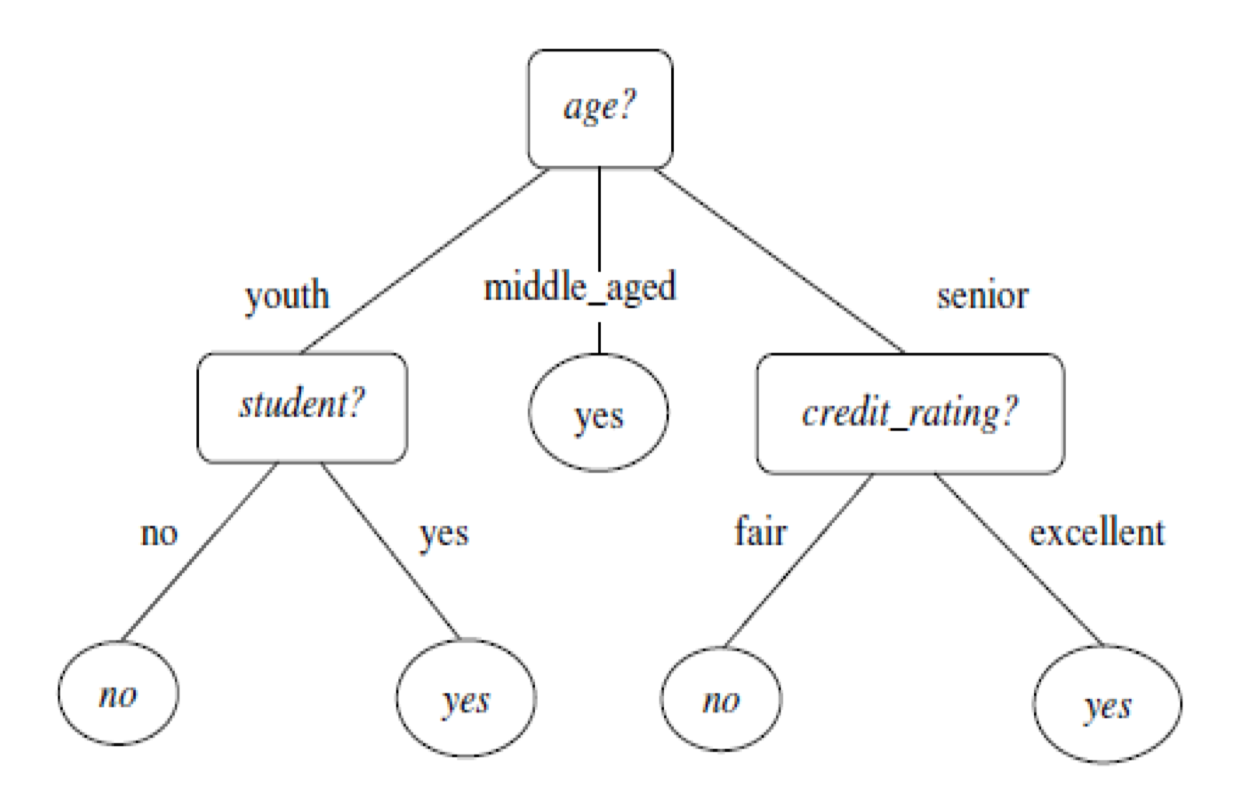 age?
youth
middle_aged
senior
student?
yes
credit_rating?
no
yes
fair
excellent
no
yes
no
yes